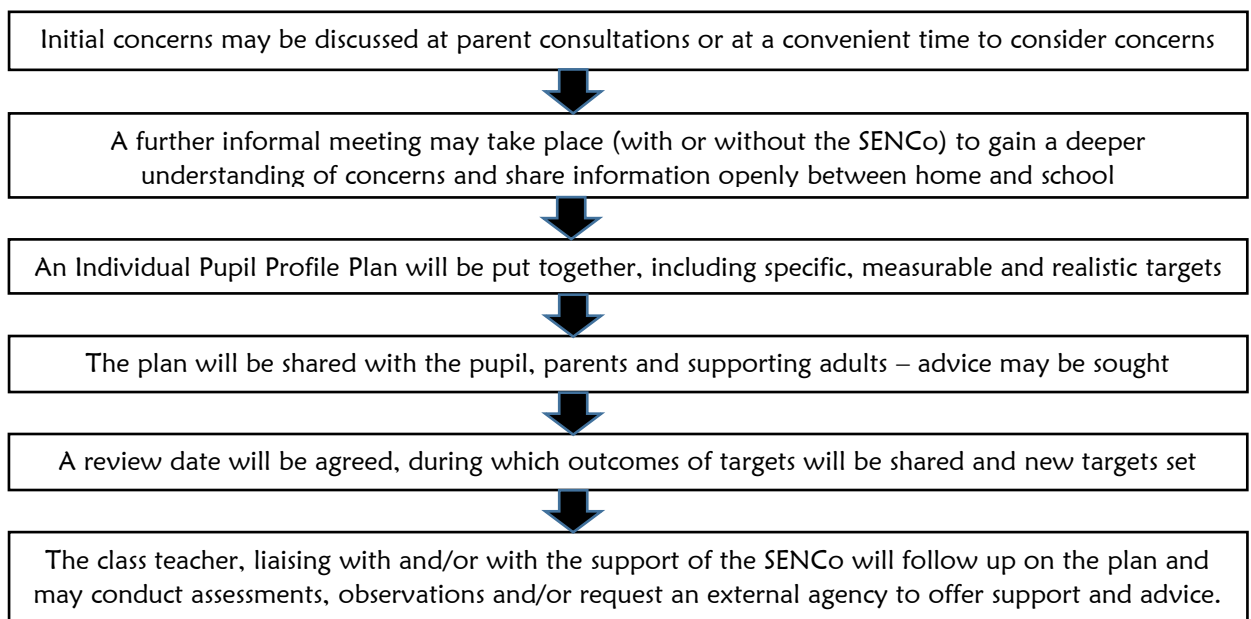 Initial concerns may be discussed at parent consultations or at a convenient time to consider concerns
A further informal meeting may take place (with or without the SENCo) to gain a deeper
understanding of concerns and share information openly between home and school
An Individual Pupil Profile Plan will be put together, including specific, measurable and realistic targets
The plan will be shared with the pupil, parents and supporting adults – advice may be sought
A review date will be agreed, during which outcomes of targets will be shared and new targets set
The class teacher, liaising with and/or with the support of the SENCo will follow up on the plan and
may conduct assessments, observations and/or request an external agency to offer support and advice.